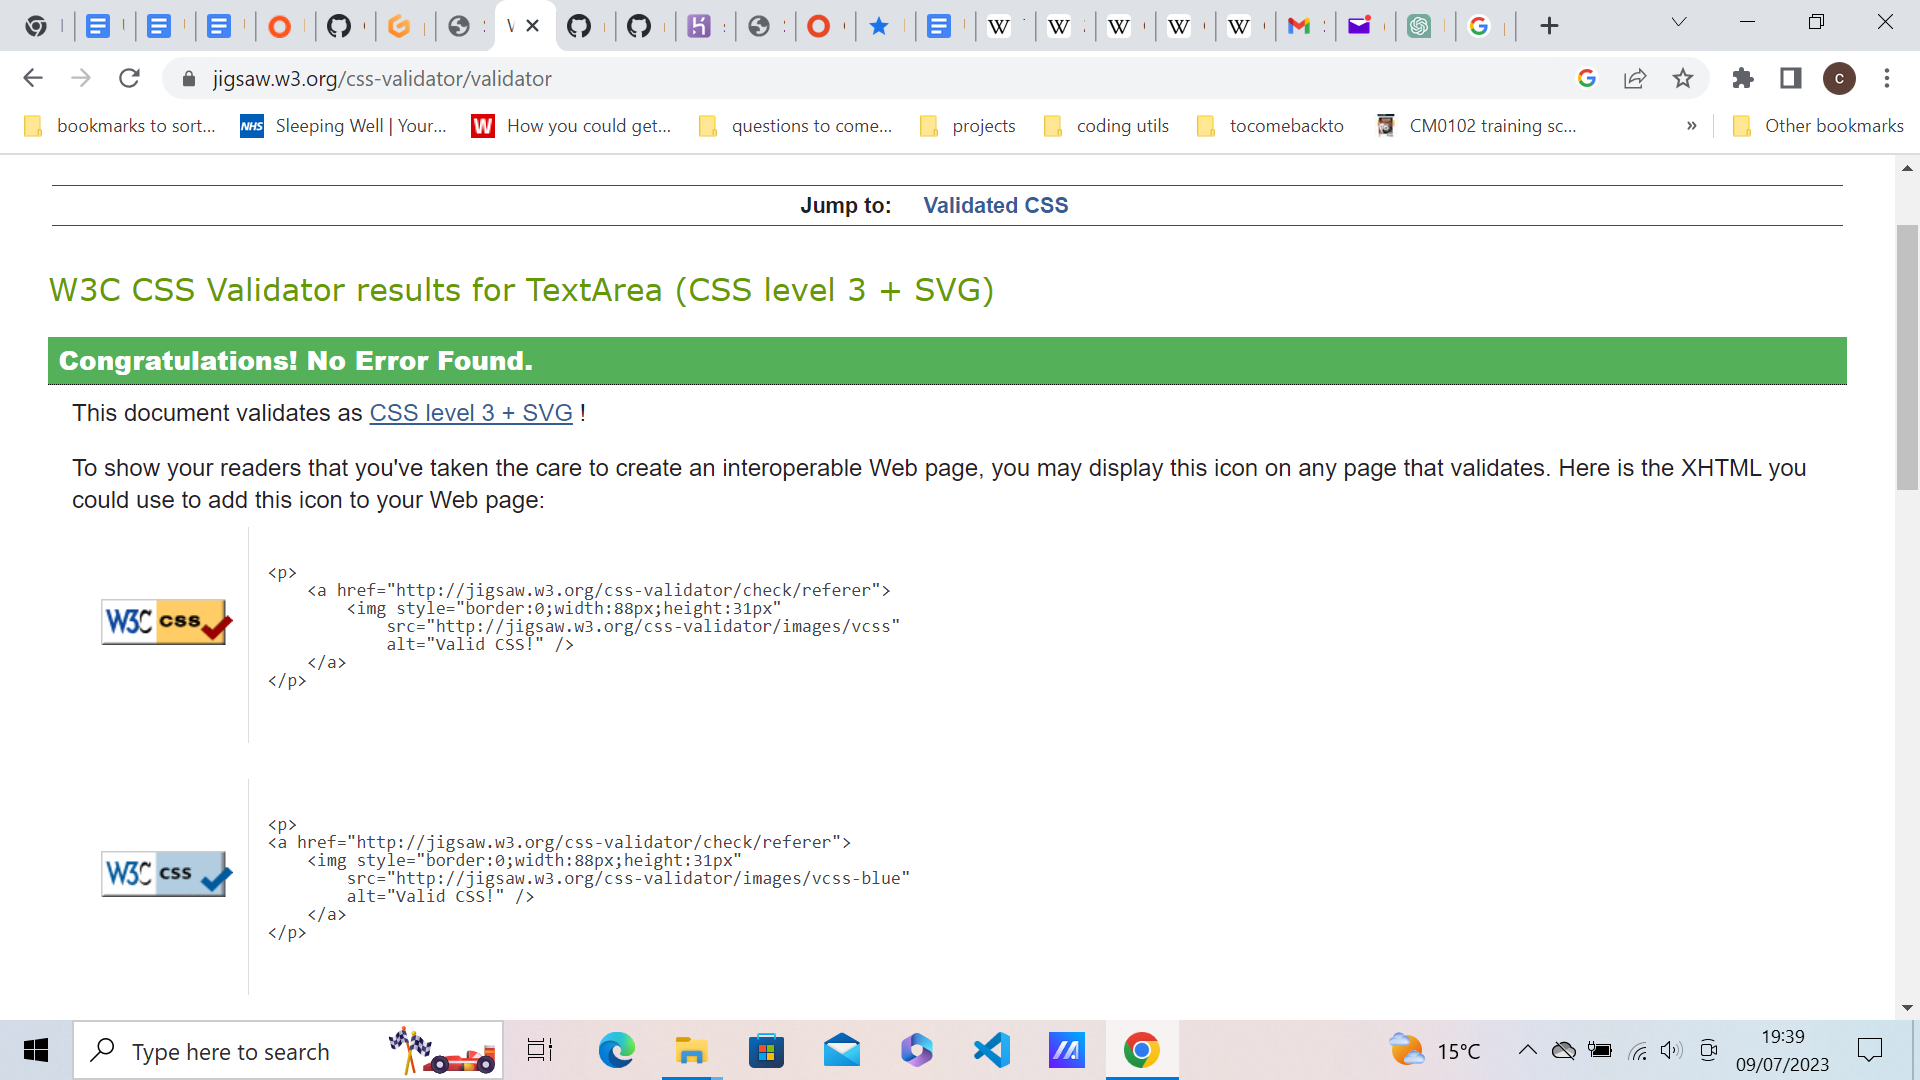 jigsaw.w3.org/css-validator/validator
C
bookmarks to sort...
NHS
Sleeping Well | Your...
W
How you could get...
questions to come...
projects
coding utils
tocomebackto
CM0102 training sc...
»
Other bookmarks
Jump to: Validated CSS
W3C CSS Validator results for TextArea (CSS level 3 + SVG)
Congratulations! No Error Found.
This document validates as CSS level 3 + SVG !
To show your readers that you've taken the care to create an interoperable Web page, you may display this icon on any page that validates. Here is the XHTML you
could use to add this icon to your Web page:
W3C css
<p>
<a href="http://jigsaw.w3.org/css-validator/check/referer">
<img style="border:0;width:88px;height:31px"
src="http://jigsaw.w3.org/css-validator/images/vcss"
alt="Valid CSS!" />
</a>
</p>
W3C css
<p>
<a href="http://jigsaw.w3.org/css-validator/check/referer">
<img style="border:0;width:88px;height:31px"
src="http://jigsaw.w3.org/css-validator/images/vcss-blue"
alt="Valid CSS!" />
</a>
</p>
Type here to search
15°C
19:39
09/07/2023